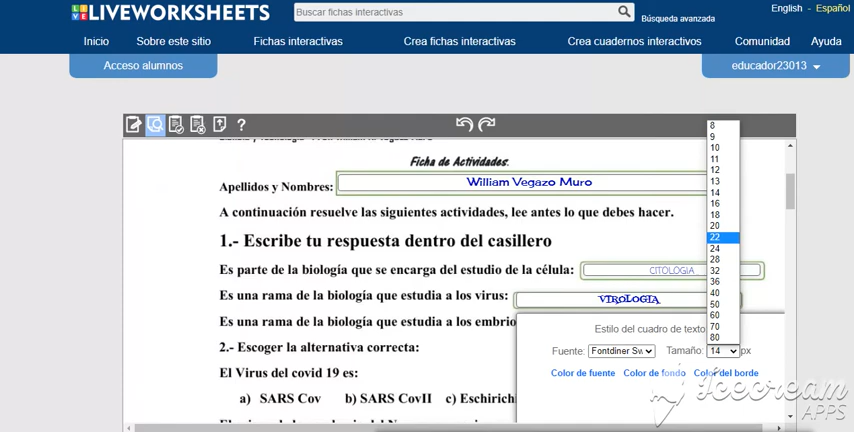 LIVEWORKSHEETS
Buscar fichas interactivas
Búsqueda avanzada
English - Español
Inicio Sobre este sitio Fichas interactivas Crea fichas interactivas Crea cuadernos interactivos Comunidad Ayuda
Acceso alumnos
educador23013
?
Ficha de Actividades.
Apellidos y Nombres: William Vegazo Muro
A continuación resuelve las siguientes actividades, lee antes lo que debes hacer.
1.- Escribe tu respuesta dentro del casillero
Es parte de la biología que se encarga del estudio de la célula: CITOLOGIA
Es una rama de la biología que estudia a los virus: VIROLOGIA
Es una rama de la biología que estudia a los embrio
2.- Escoger la alternativa correcta:
El Virus del covid 19 es:
a) SARS Cov b) SARS CovII c) Eschirich
8
9
10
11
12
13
14
16
18
20
22
24
28
32
36
40
50
60
70
80
Estilo del cuadro de texto
Fuente: Fontdiner Sw Tamaño: 14 px
Color de fuente Color de fondo Color del borde
Icecream
APPS